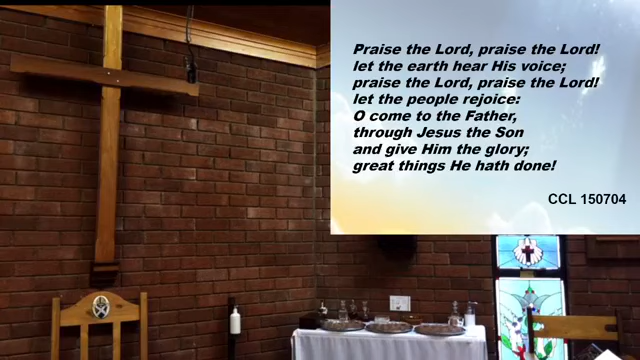 Praise the Lord, praise the Lord!
let the earth hear His voice;
praise the Lord, praise the Lord!
let the people rejoice:
O come to the Father,
through Jesus the Son
and give Him the glory;
great things He hath done!
CCL 150704